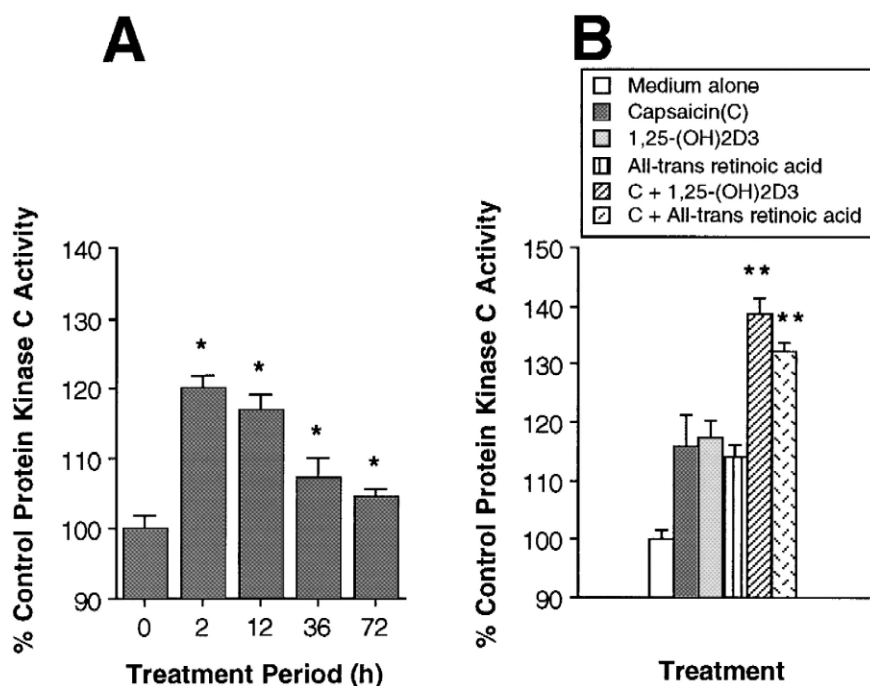 A
% Control Protein Kinase C Activity
140
130
120
110
100
90
*
*
*
*
0 2 12 36 72
Treatment Period (h)
B
Medium alone
Capsaicin(C)
1,25-(OH)2D3
All-trans retinoic acid
C + 1,25-(OH)2D3
C + All-trans retinoic acid
% Control Protein Kinase C Activity
150
140
130
120
110
100
90
**
**
Treatment